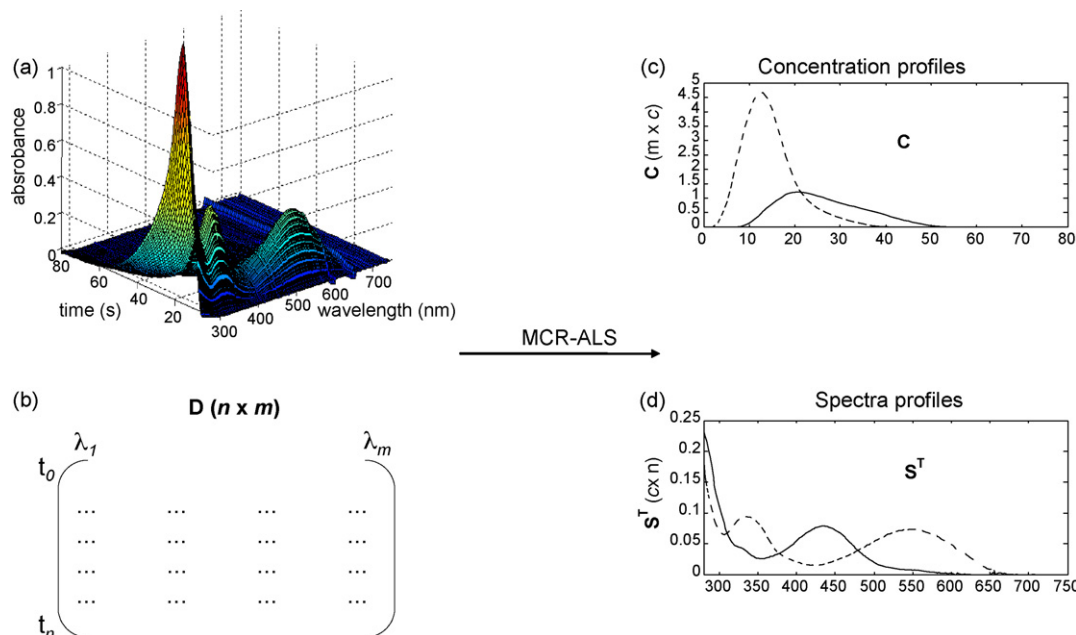 (a)
1
0.8
0.6
0.4
0.2
0
absrobance
80
60
40
20
time (s)
300
400
500
600
700
wavelength (nm)
(b)
D (n x m)
λ1
λm
t0
... ... ... ...
... ... ... ...
... ... ... ...
... ... ... ...
tn
MCR-ALS
(c)
Concentration profiles
4.5
5
3.5
3
2.5
2
1.5
1
0.5
0
C (m x c)
C
0 10 20 30 40 50 60 70 80
(d)
Spectra profiles
0.25
0.2
0.15
0.1
0.05
0
S^T (c x n)
S^T
300 350 400 450 500 550 600 650 700 750